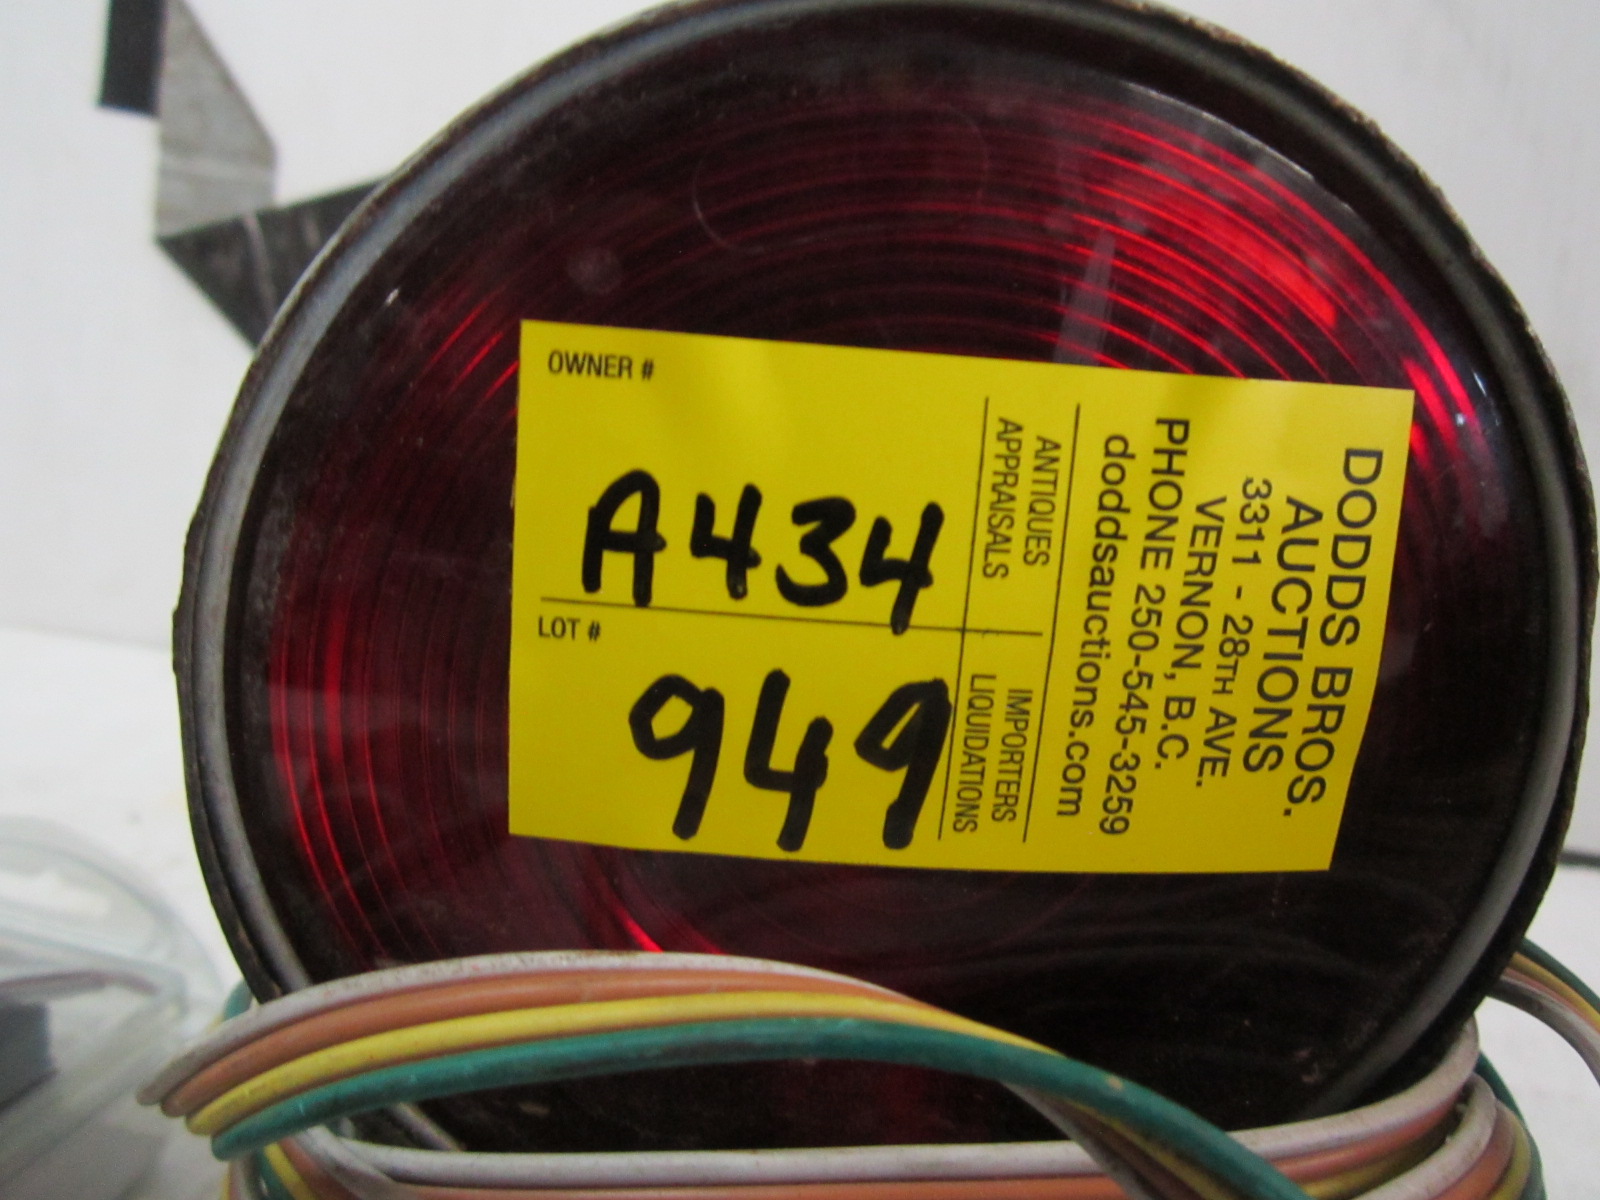 OWNER #
A434
LOT #
949
DODDS BROS.
AUCTIONS
3311 - 28TH AVE.
VERNON, B.C.
PHONE 250-545-3259
doddsauctions.com
ANTIQUES
APPRAISALS
IMPORTERS
LIQUIDATIONS